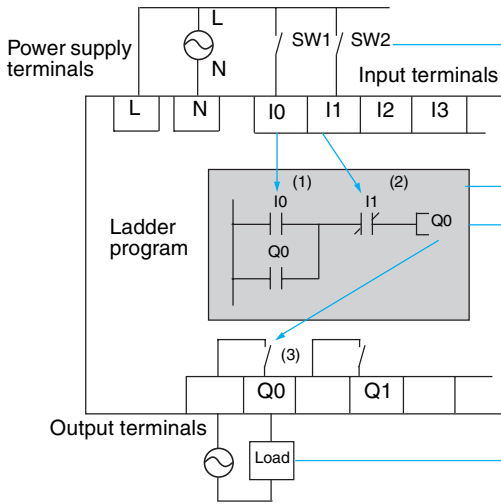 L
SW1 SW2
Power supply
terminals
N
Input terminals
L N I0 I1 I2 I3
(1) (2)
I0 I1
Ladder
program
Q0
Q0
(3)
Q0 Q1
Output terminals
Load